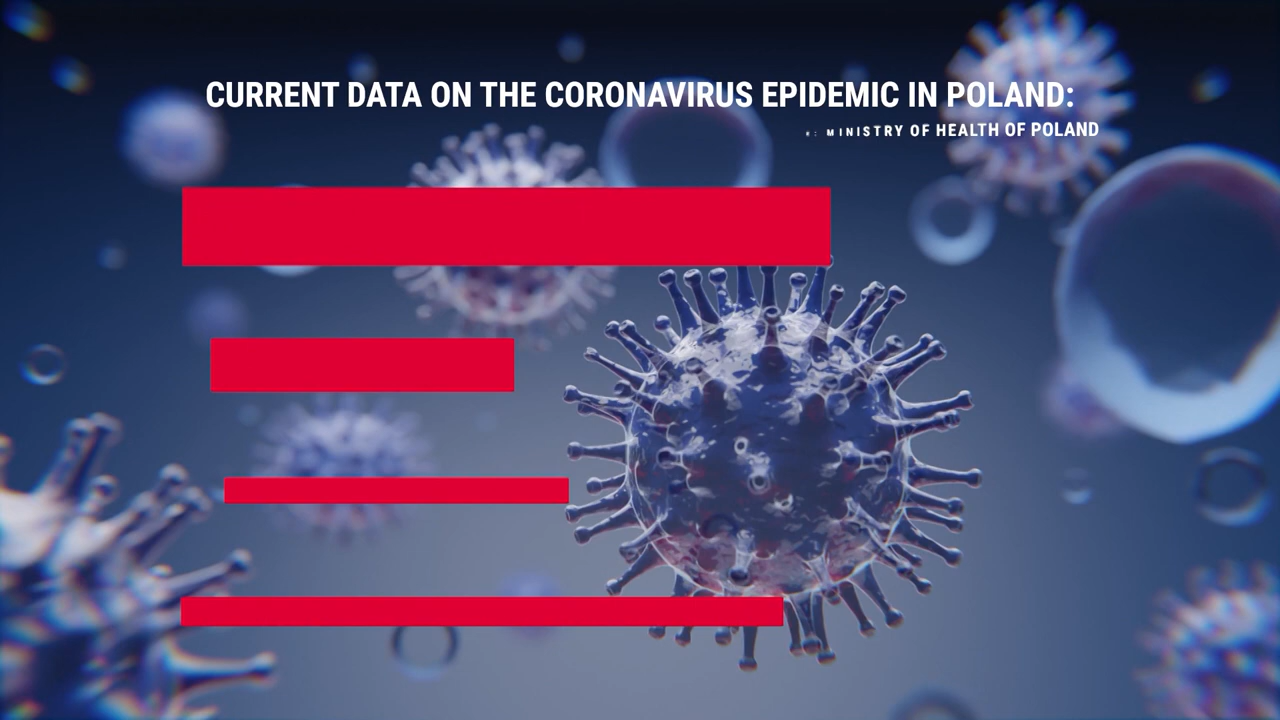 CURRENT DATA ON THE CORONAVIRUS EPIDEMIC IN POLAND:
MINISTRY OF HEALTH OF POLAND